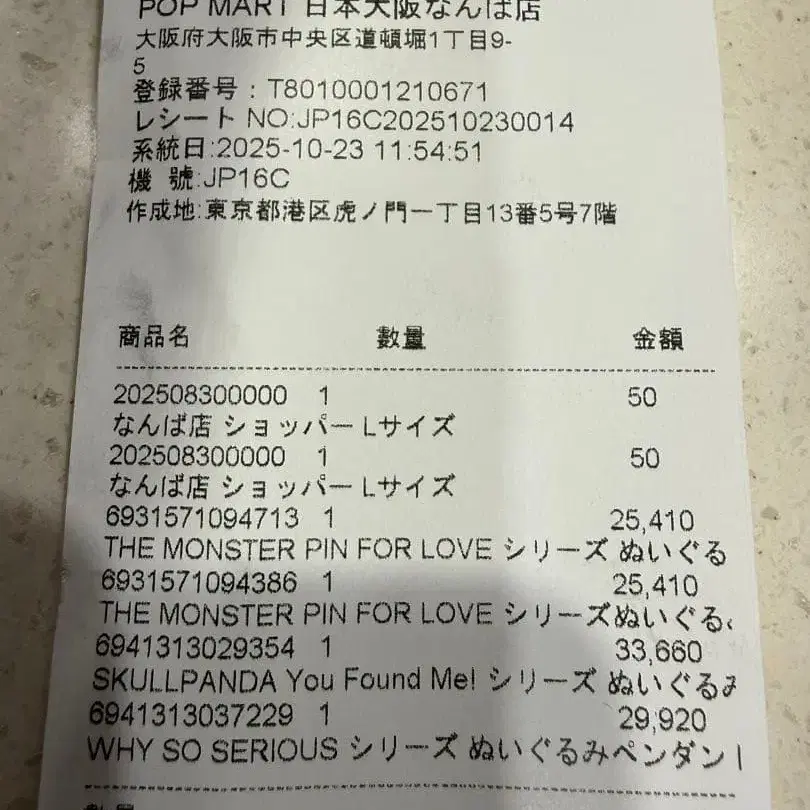 POP MART 日本大阪なんば店
大阪府大阪市中央区道頓堀1丁目9-
5
登録番号：T8010001210671
レシート NO:JP16C202510230014
系統日:2025-10-23 11:54:51
機 號:JP16C
作成地:東京都港区虎ノ門一丁目13番5号7階
商品名 數量 金額
202508300000 1 50
なんば店 ショッパー Lサイズ
202508300000 1 50
なんば店 ショッパー Lサイズ
6931571094713 1 25,410
THE MONSTER PIN FOR LOVE シリーズ ぬいぐる
6931571094386 1 25,410
THE MONSTER PIN FOR LOVE シリーズぬいぐる
6941313029354 1 33,660
SKULLPANDA You Found Me! シリーズ ぬいぐるみ
6941313037229 1 29,920
WHY SO SERIOUS シリーズ ぬいぐるみペンダン